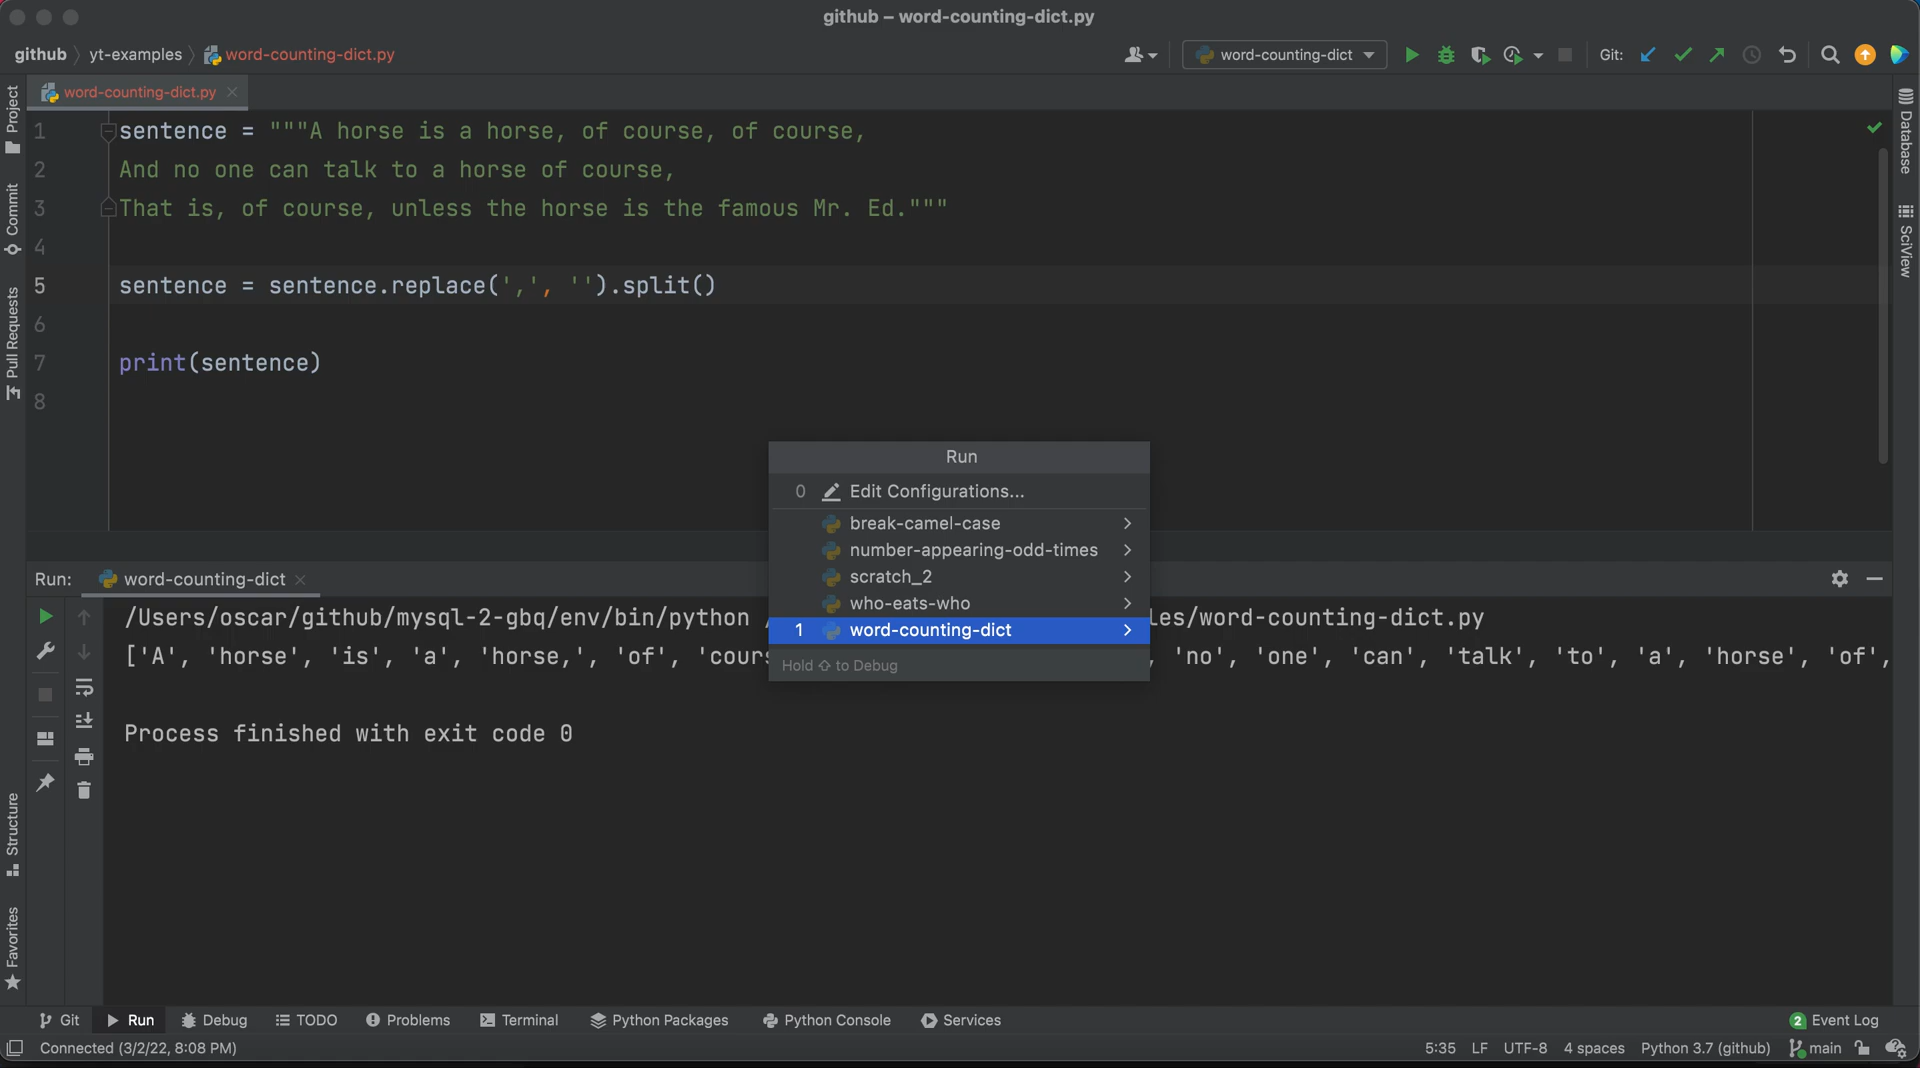 github – word-counting-dict.py
github yt-examples word-counting-dict.py
word-counting-dict
Git:
word-counting-dict.py
Project
Commit
Pull Requests
Structure
Favorites
Database
SciView
1 sentence = """A horse is a horse, of course, of course,
2 And no one can talk to a horse of course,
3 That is, of course, unless the horse is the famous Mr. Ed."""
4
5 sentence = sentence.replace(',', '').split()
6
7 print(sentence)
8
Run
0 Edit Configurations...
break-camel-case
number-appearing-odd-times
scratch_2
who-eats-who
1 word-counting-dict
Hold ⇧ to Debug
Run: word-counting-dict
/Users/oscar/github/mysql-2-gbq/env/bin/python les/word-counting-dict.py
['A', 'horse', 'is', 'a', 'horse,', 'of', 'cours , 'no', 'one', 'can', 'talk', 'to', 'a', 'horse', 'of',
Process finished with exit code 0
Git Run Debug TODO Problems Terminal Python Packages Python Console Services 2 Event Log
Connected (3/2/22, 8:08 PM) 5:35 LF UTF-8 4 spaces Python 3.7 (github) main